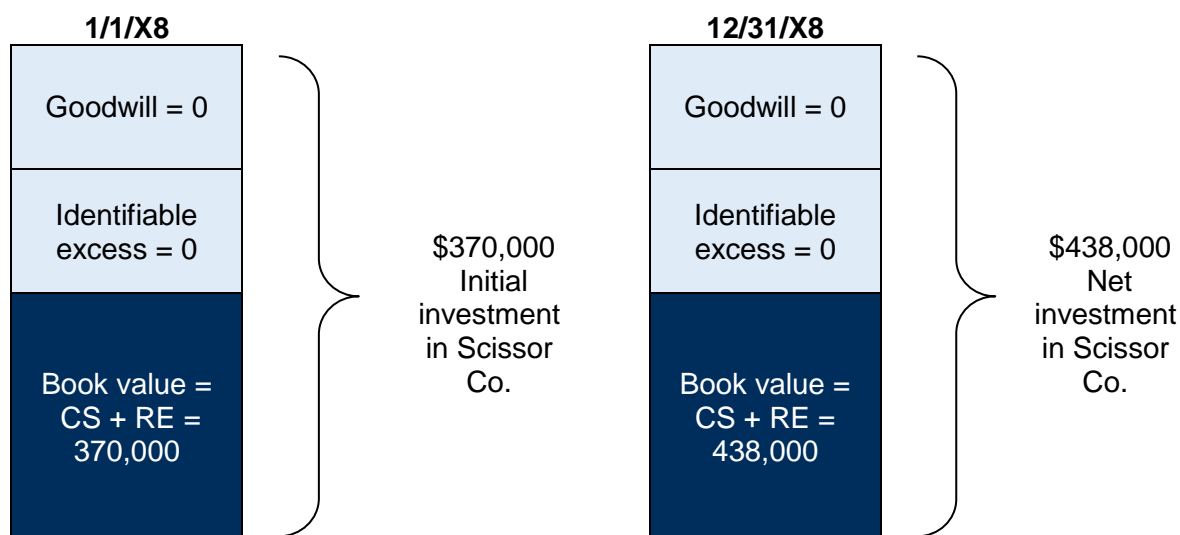 1/1/X8
Goodwill = 0
Identifiable
excess = 0
Book value =
CS + RE =
370,000
$370,000
Initial
investment
in Scissor
Co.
12/31/X8
Goodwill = 0
Identifiable
excess = 0
Book value =
CS + RE =
438,000
$438,000
Net
investment
in Scissor
Co.